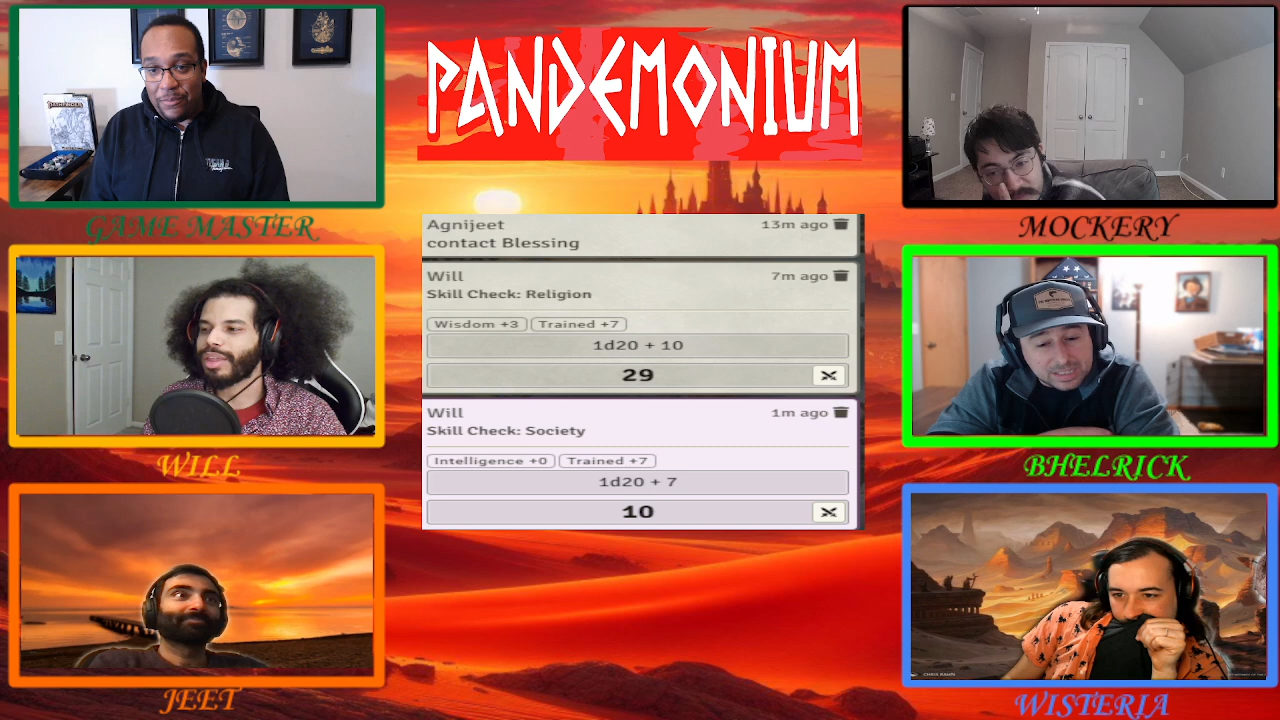 PANDEMONIUM
GAME MASTER
MOCKERY
Agnijeet 13m ago
contact Blessing
Will 7m ago
Skill Check: Religion
Wisdom +3 Trained +7
1d20 + 10
29
Will 1m ago
Skill Check: Society
Intelligence +0 Trained +7
1d20 + 7
10
WILL
BHELRICK
JEET
WISTERIA